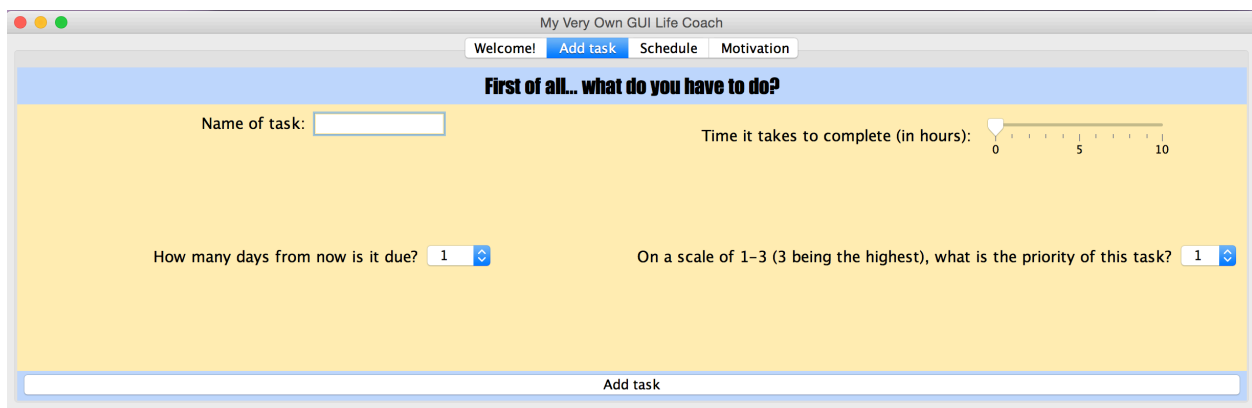 My Very Own GUI Life Coach
Welcome! Add task Schedule Motivation
First of all... what do you have to do?
Name of task:
Time it takes to complete (in hours):
0 5 10
How many days from now is it due? 1
On a scale of 1-3 (3 being the highest), what is the priority of this task? 1
Add task